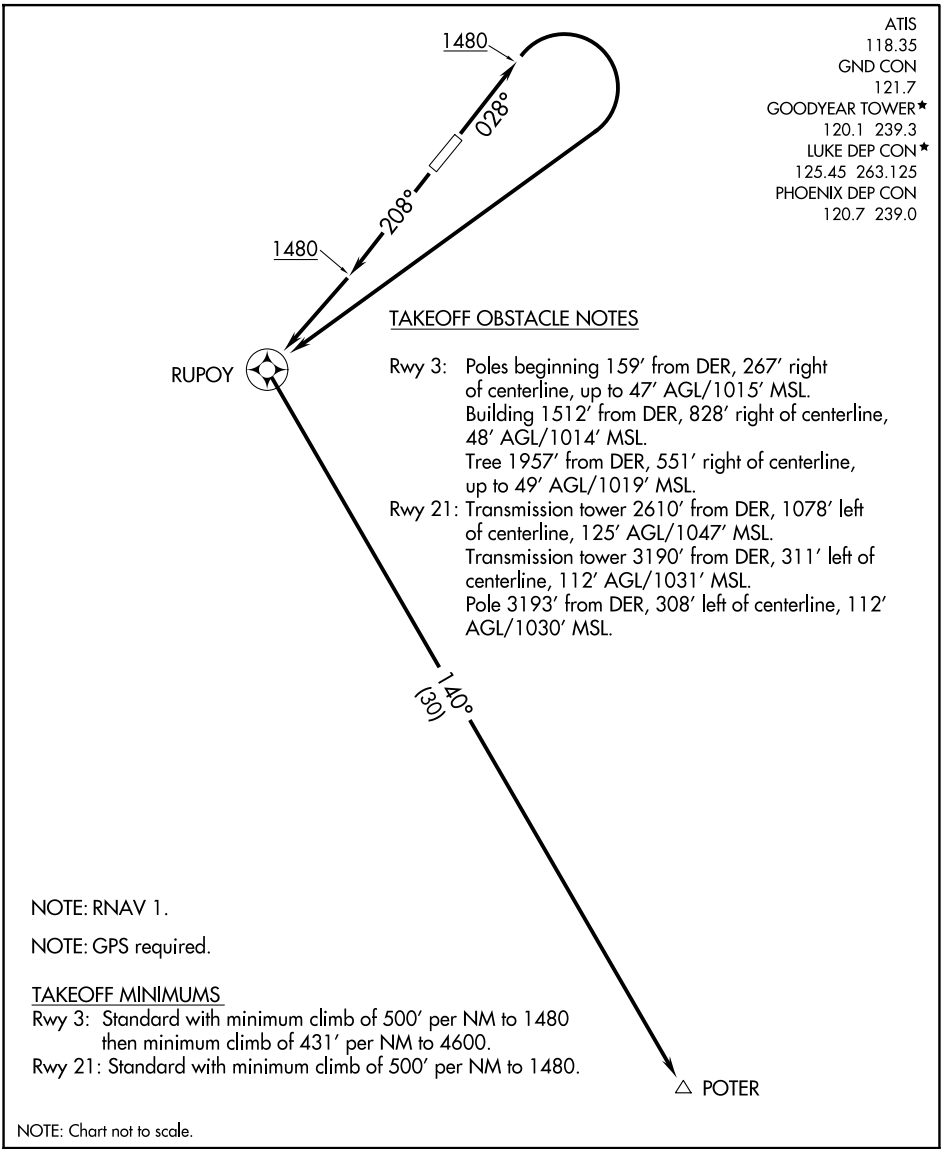 ATIS
118.35
GND CON
121.7
GOODYEAR TOWER★
120.1 239.3
LUKE DEP CON★
125.45 263.125
PHOENIX DEP CON
120.7 239.0
1480
028°
208°
1480
RUPOY
TAKEOFF OBSTACLE NOTES
Rwy 3: Poles beginning 159' from DER, 267' right
of centerline, up to 47' AGL/1015' MSL.
Building 1512' from DER, 828' right of centerline,
48' AGL/1014' MSL.
Tree 1957' from DER, 551' right of centerline,
up to 49' AGL/1019' MSL.
Rwy 21: Transmission tower 2610' from DER, 1078' left
of centerline, 125' AGL/1047' MSL.
Transmission tower 3190' from DER, 311' left of
centerline, 112' AGL/1031' MSL.
Pole 3193' from DER, 308' left of centerline, 112'
AGL/1030' MSL.
140°
(30)
NOTE: RNAV 1.
NOTE: GPS required.
TAKEOFF MINIMUMS
Rwy 3: Standard with minimum climb of 500' per NM to 1480
then minimum climb of 431' per NM to 4600.
Rwy 21: Standard with minimum climb of 500' per NM to 1480.
POTER
NOTE: Chart not to scale.